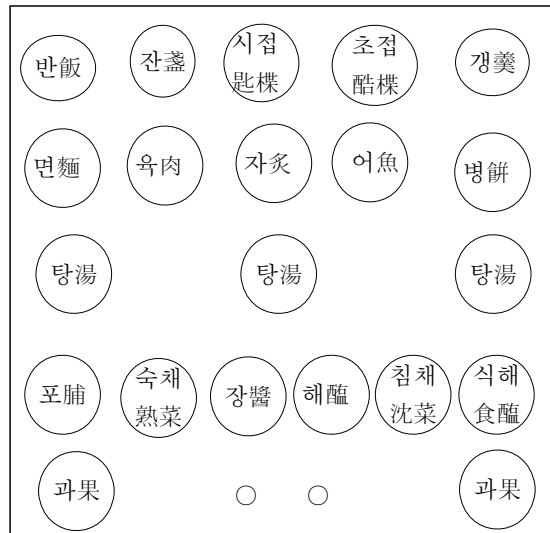 반飯 잔盞 시접匙楪 초접酷楪 갱羹
면麵 육肉 자炙 어魚 병餠
탕湯 탕湯 탕湯
포脯 숙채熟菜 장醬 해醢 침채沈菜 식해食醢
과果 ○ ○ 과果